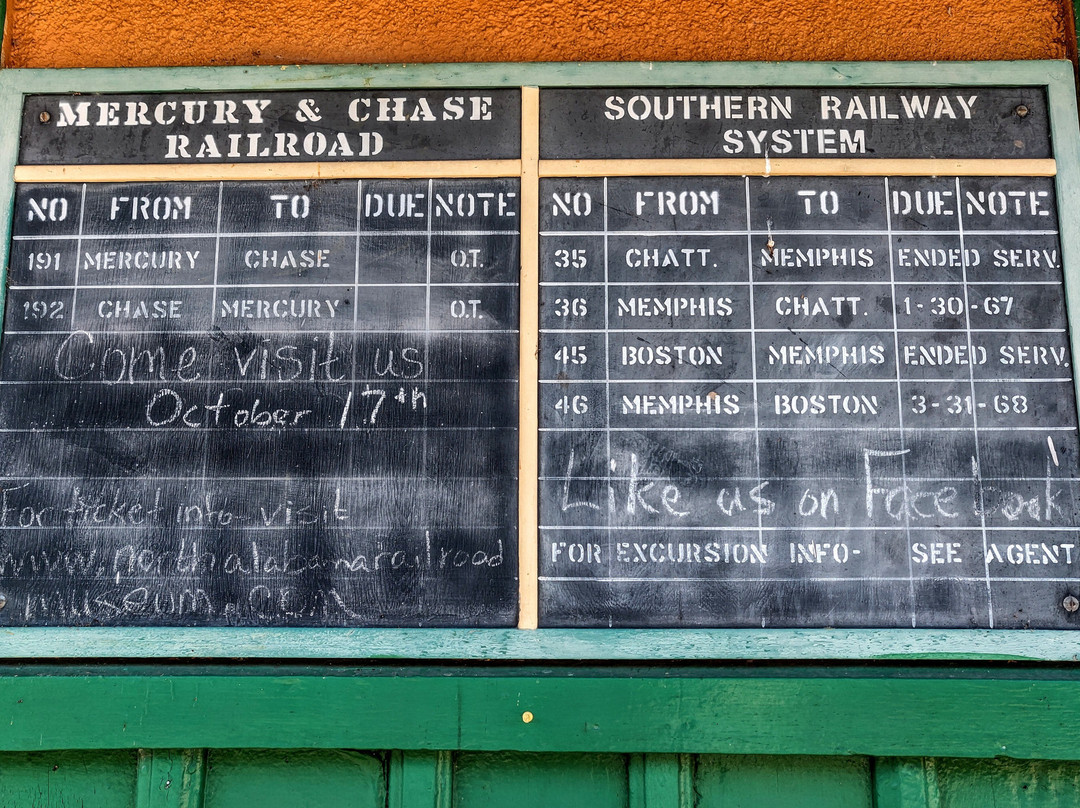 MERCURY & CHASE
RAILROAD
NO FROM TO DUE NOTE
191 MERCURY CHASE O.T.
192 CHASE MERCURY O.T.
Come visit us
October 17th
For ticket info visit
www.northalabamarailroad
museum.com
SOUTHERN RAILWAY
SYSTEM
NO FROM TO DUE NOTE
35 CHATT. MEMPHIS ENDED SERV.
36 MEMPHIS CHATT. 1-30-67
45 BOSTON MEMPHIS ENDED SERV.
46 MEMPHIS BOSTON 3-31-68
Like us on Facebook!
FOR EXCURSION INFO- SEE AGENT